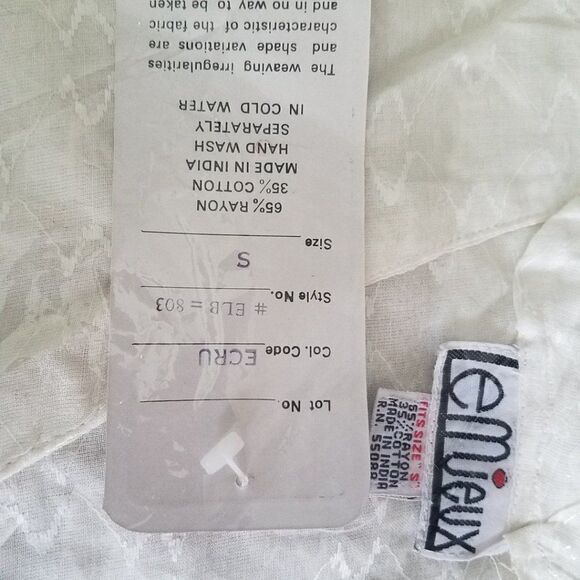 Lot No.
Col. Code ECRU
Style No. # ELB = 803
S
Size
65% RAYON
35% COTTON
MADE IN INDIA
HAND WASH
SEPARATELY
IN COLD WATER
The weaving irregularities
and shade variations are
characteristic of the fabric
and in no way to be taken
Lemieux
FITS SIZE "S"
65% RAYON
35% COTTON
MADE IN INDIA
R.N.